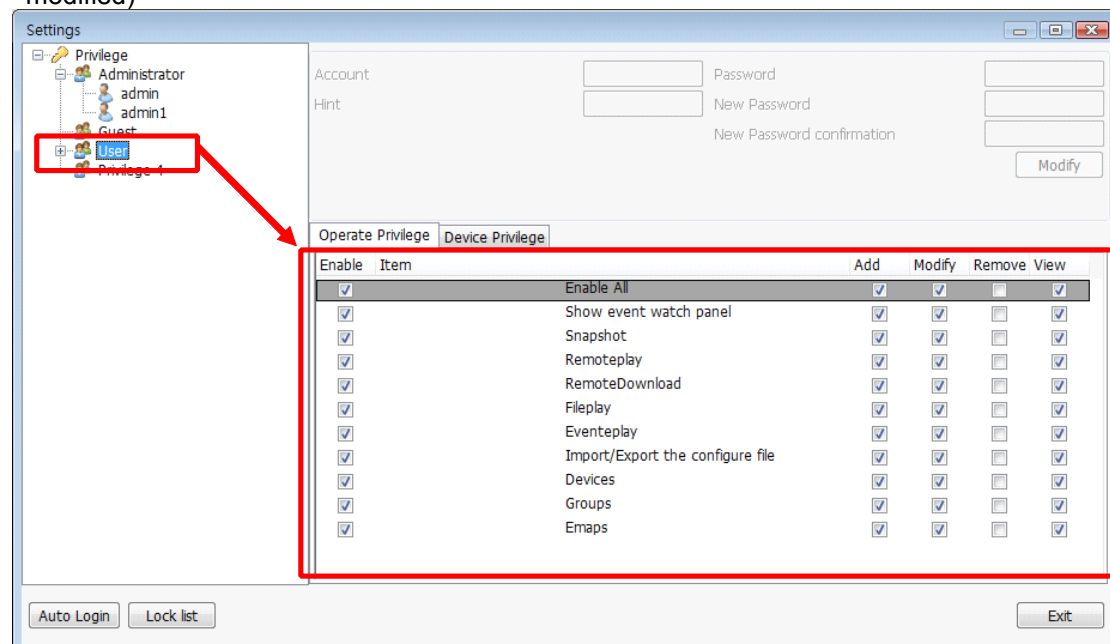 modified)
Settings
Privilege
Administrator
admin
admin1
Guest
User
Privilege 4
Account
Password
Hint
New Password
New Password confirmation
Modify
Operate Privilege Device Privilege
Enable Item Add Modify Remove View
Enable All
Show event watch panel
Snapshot
Remoteplay
RemoteDownload
Fileplay
Eventeplay
Import/Export the configure file
Devices
Groups
Emaps
Auto Login Lock list Exit